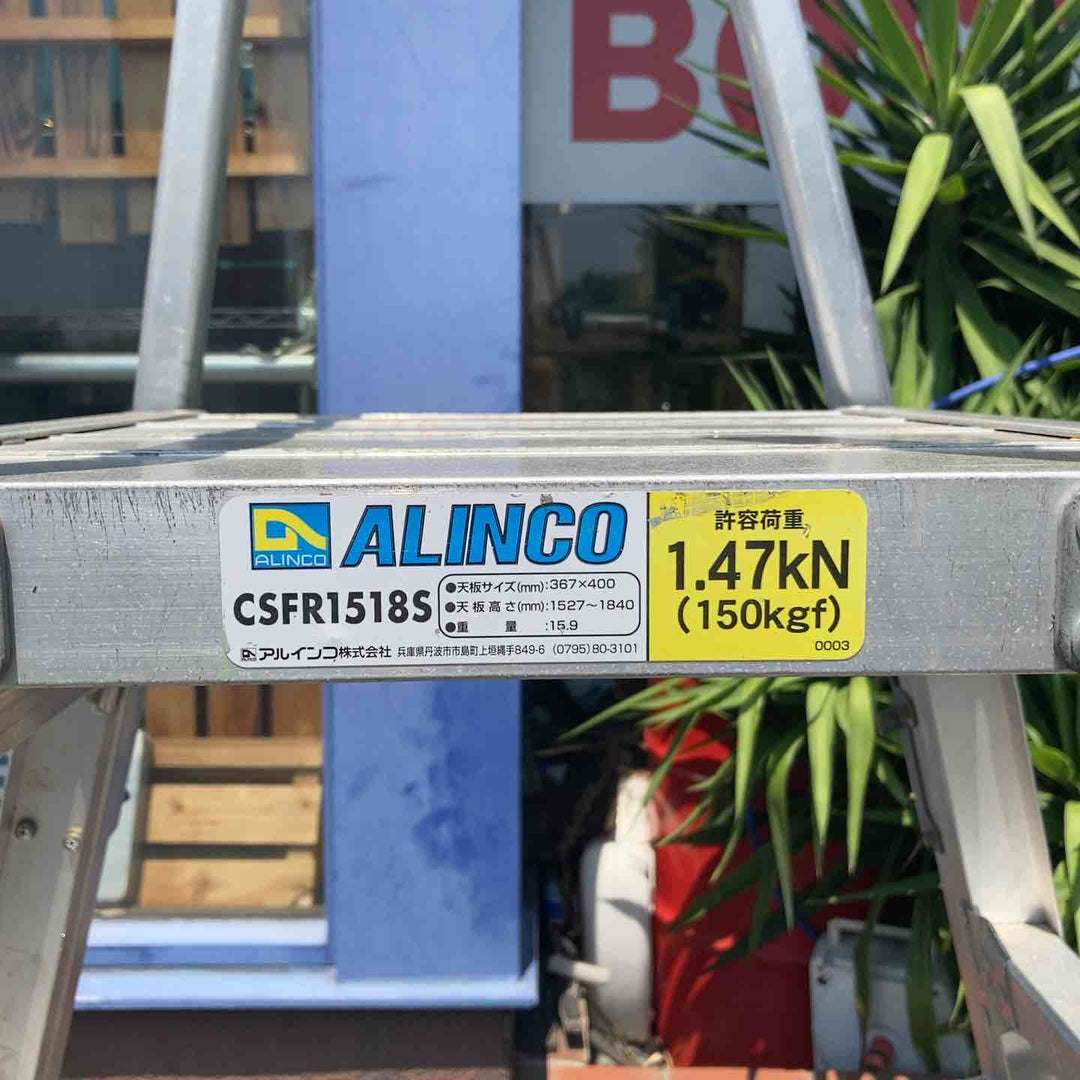 BO
ALINCO
ALINCO
許容荷重
1.47kN
(150kgf)
CSFR1518S
●天板サイズ(mm):367×400
●天板高さ(mm):1527〜1840
●重量:15.9
アルインコ株式会社 兵庫県丹波市市島町上垣縄手849-6 (0795)80-3101
0003